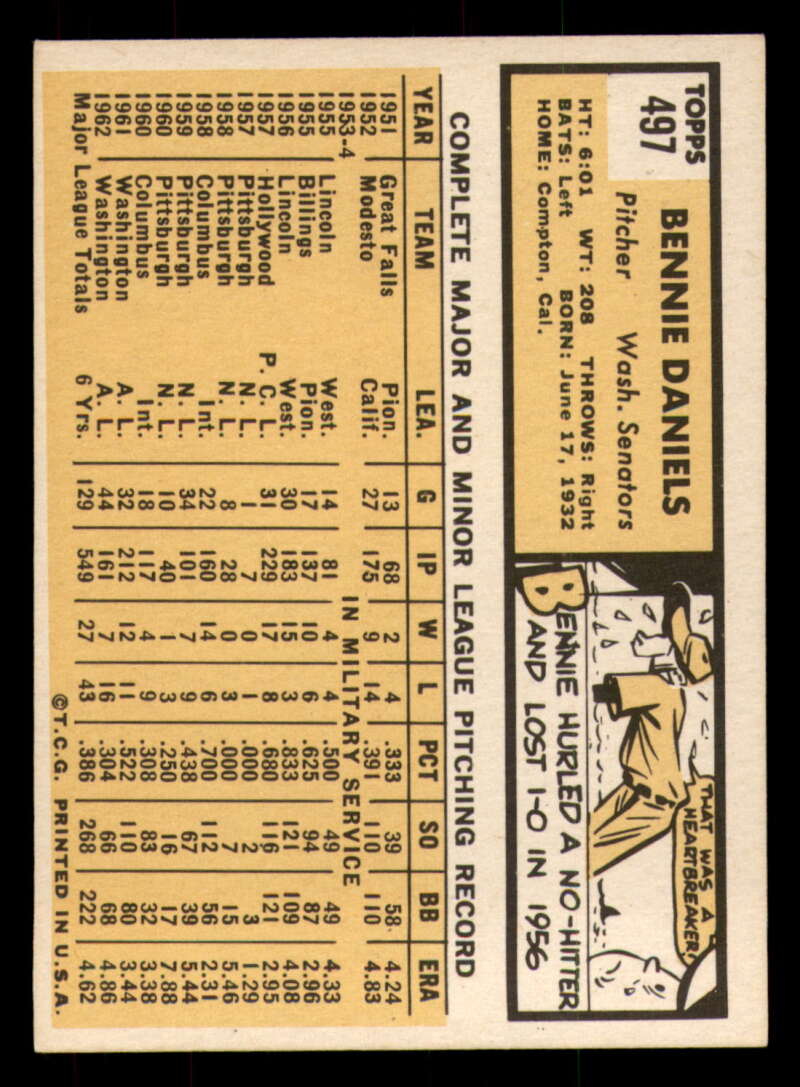 TOPPS
497
BENNIE DANIELS
Pitcher Wash. Senators
HT: 6:01 WT: 208 THROWS: Right
BATS: Left BORN: June 17, 1932
HOME: Compton, Cal.
THAT WAS A
HEARTBREAKER!
BENNIE HURLED A NO-HITTER
AND LOST 1-0 IN 1956
COMPLETE MAJOR AND MINOR LEAGUE PITCHING RECORD
YEAR TEAM LEA. G IP W L PCT SO BB ERA
1951 Great Falls Pion. 13 68 2 4 .333 39 58 4.24
1952 Modesto Calif. 27 175 9 14 .391 110 110 4.83
1953-4 IN MILITARY SERVICE
1955 Lincoln West. 14 81 4 4 .500 49 49 4.33
1955 Billings Pion. 17 137 10 6 .625 94 87 2.96
1956 Lincoln West. 30 183 15 3 .833 121 109 4.08
1957 Hollywood P. C. L. 31 229 17 8 .680 116 121 2.95
1957 Pittsburgh N. L. 1 7 0 1 .000 2 3 1.29
1958 Pittsburgh N. L. 8 28 0 3 .000 7 15 5.46
1958 Columbus Int. 22 160 14 6 .700 112 56 2.31
1959 Pittsburgh N. L. 34 101 7 9 .438 67 39 5.44
1960 Pittsburgh N. L. 10 40 1 3 .250 16 17 7.88
1960 Columbus Int. 18 117 4 9 .308 83 32 3.38
1961 Washington A. L. 32 212 12 11 .522 110 80 3.44
1962 Washington A. L. 44 161 7 16 .304 66 68 4.86
Major League Totals 6 Yrs. 129 549 27 43 .386 268 222 4.62
©T.C.G. PRINTED IN U.S.A.